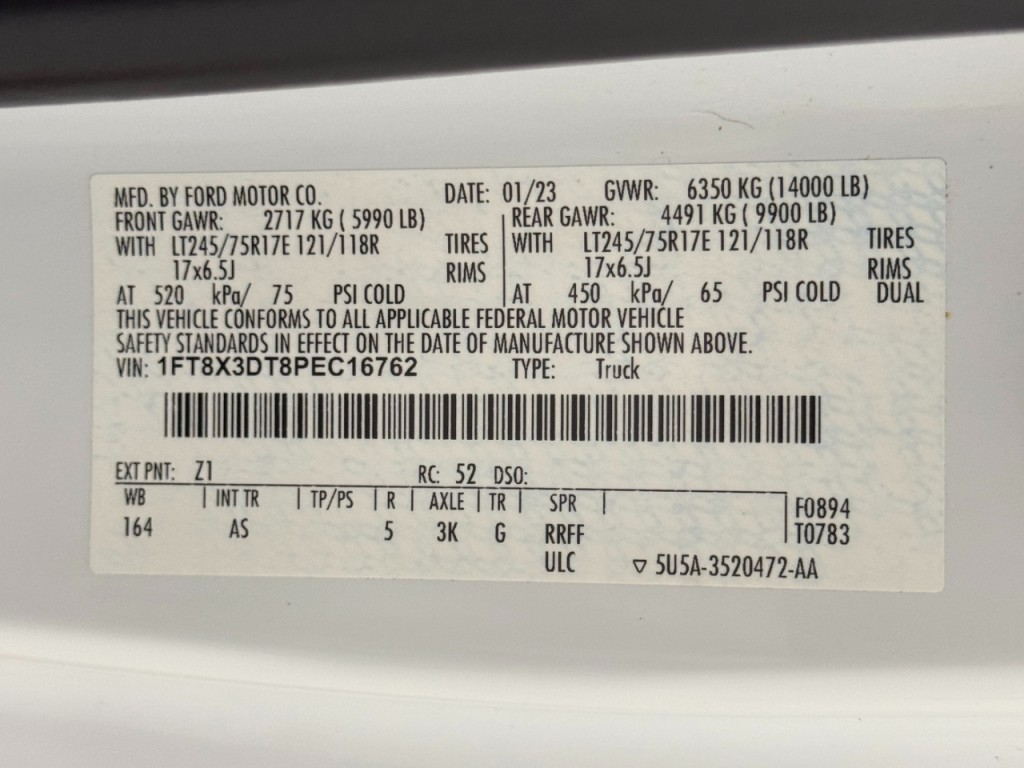 MFD. BY FORD MOTOR CO. DATE: 01/23 GVWR: 6350 KG (14000 LB)
FRONT GAWR: 2717 KG ( 5990 LB) REAR GAWR: 4491 KG ( 9900 LB)
WITH LT245/75R17E 121/118R TIRES WITH LT245/75R17E 121/118R TIRES
17x6.5J RIMS 17x6.5J RIMS
AT 520 kPa/ 75 PSI COLD AT 450 kPa/ 65 PSI COLD DUAL
THIS VEHICLE CONFORMS TO ALL APPLICABLE FEDERAL MOTOR VEHICLE
SAFETY STANDARDS IN EFFECT ON THE DATE OF MANUFACTURE SHOWN ABOVE.
VIN: 1FT8X3DT8PEC16762 TYPE: Truck
EXT PNT: Z1 RC: 52 DSO:
WB INT TR TP/PS R AXLE TR SPR F0894
164 AS 5 3K G RRFF T0783
ULC ▽ 5U5A-3520472-AA